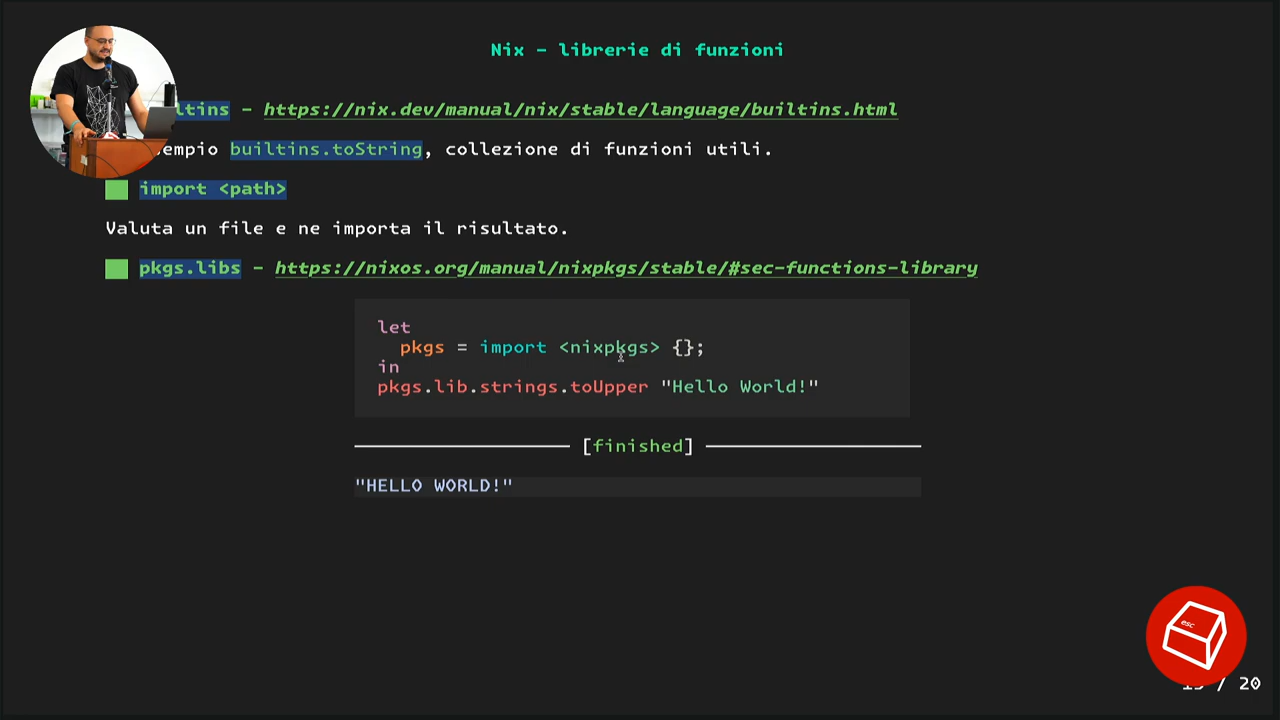 Nix - librerie di funzioni
ltins - https://nix.dev/manual/nix/stable/language/builtins.html
empio builtins.toString, collezione di funzioni utili.
import <path>
Valuta un file e ne importa il risultato.
pkgs.libs - https://nixos.org/manual/nixpkgs/stable/#sec-functions-library
let
pkgs = import <nixpkgs> {};
in
pkgs.lib.strings.toUpper "Hello World!"
[finished]
"HELLO WORLD!"
esc
/ 20